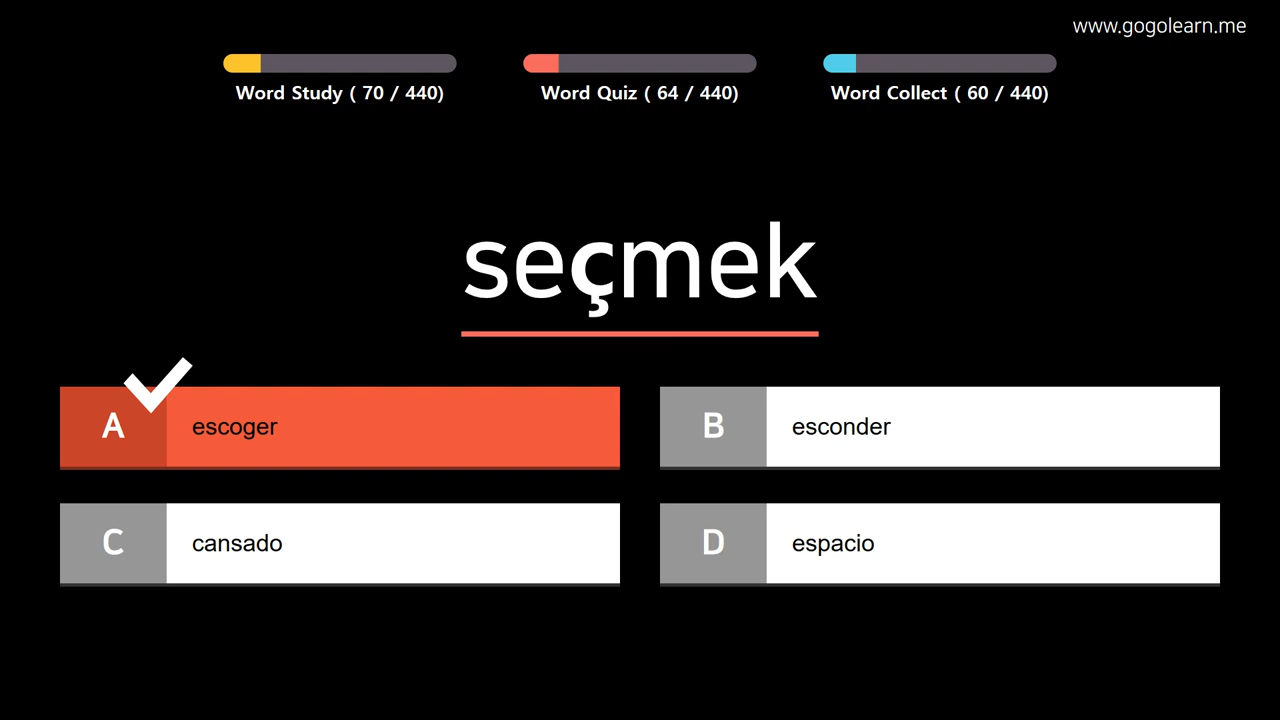 www.gogolearn.me
Word Study ( 70 / 440)
Word Quiz ( 64 / 440)
Word Collect ( 60 / 440)
seçmek
A escoger
B esconder
C cansado
D espacio